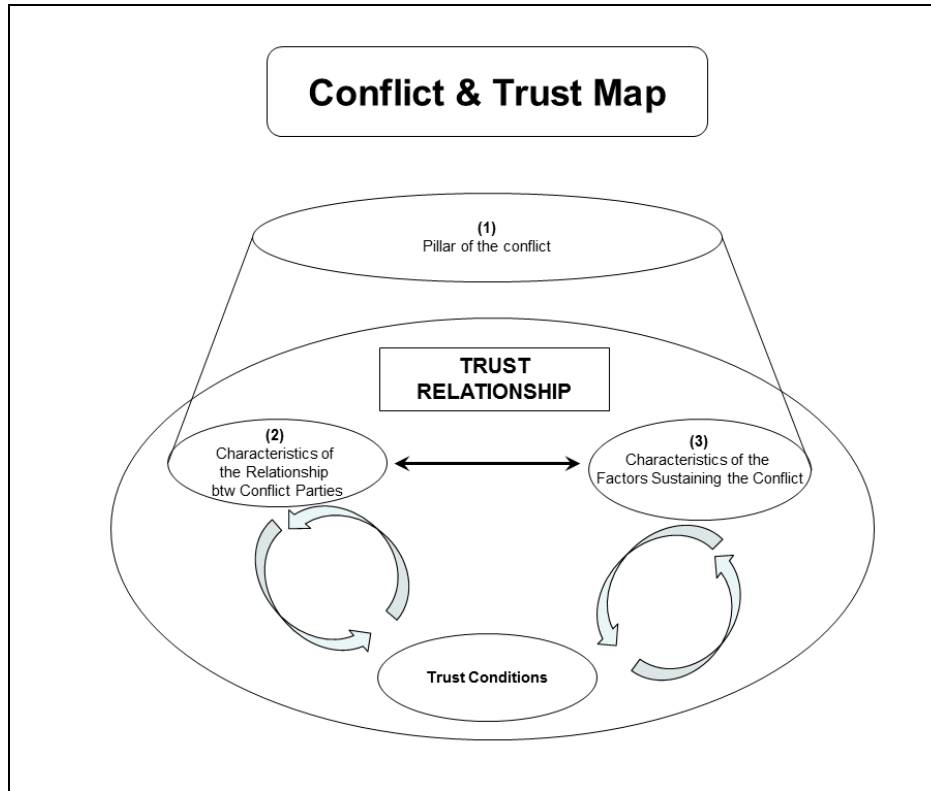 Conflict & Trust Map
(1)
Pillar of the conflict
TRUST
RELATIONSHIP
(2)
Characteristics of
the Relationship
btw Conflict Parties
(3)
Characteristics of the
Factors Sustaining the Conflict
Trust Conditions